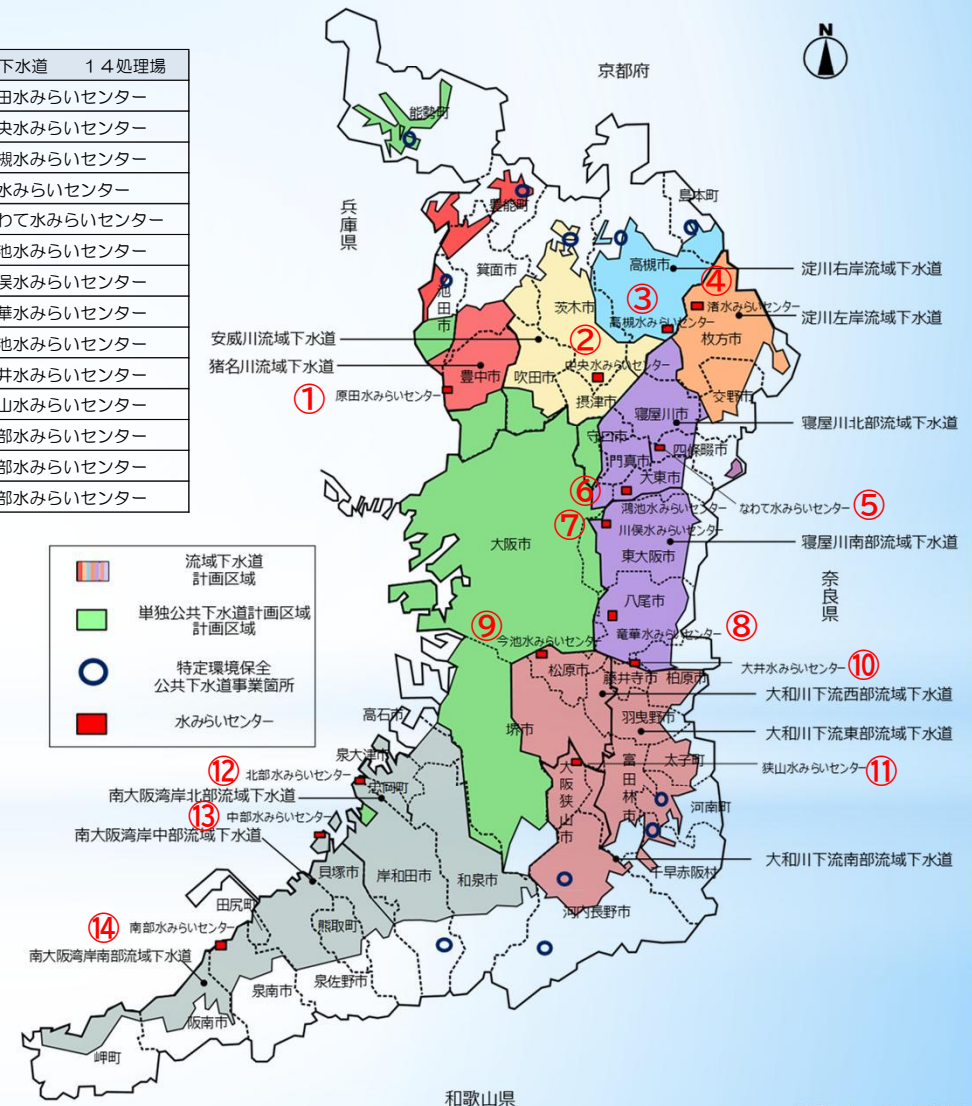 下水道 14処理場
田水みらいセンター
央水みらいセンター
槻水みらいセンター
水みらいセンター
わて水みらいセンター
池水みらいセンター
俣水みらいセンター
華水みらいセンター
池水みらいセンター
井水みらいセンター
山水みらいセンター
部水みらいセンター
部水みらいセンター
部水みらいセンター
N
京都府
能勢町
兵庫県
豊能町
島本町
箕面市
高槻市
淀川右岸流域下水道
池田市
茨木市
③
④
渚水みらいセンター
高槻水みらいセンター
淀川左岸流域下水道
安威川流域下水道
②
枚方市
中央水みらいセンター
猪名川流域下水道
豊中市
吹田市
① 原田水みらいセンター
摂津市
交野市
寝屋川市
寝屋川北部流域下水道
守口市
門真市
四條畷市
大東市
⑥
なわて水みらいセンター ⑤
鴻池水みらいセンター
⑦
川俣水みらいセンター
大阪市
東大阪市
寝屋川南部流域下水道
流域下水道
計画区域
奈良県
単独公共下水道計画区域
計画区域
八尾市
⑨
今池水みらいセンター
竜華水みらいセンター ⑧
特定環境保全
公共下水道事業箇所
松原市
藤井寺市
柏原市
大井水みらいセンター ⑩
大和川下流西部流域下水道
水みらいセンター
高石市
堺市
羽曳野市
大和川下流東部流域下水道
泉大津市
太子町
⑫ 北部水みらいセンター
忠岡町
大阪狭山市
富田林市
狭山水みらいセンター ⑪
南大阪湾岸北部流域下水道
河南町
⑬ 中部水みらいセンター
南大阪湾岸中部流域下水道
大和川下流南部流域下水道
貝塚市
岸和田市
和泉市
千早赤阪村
田尻町
河内長野市
⑭ 南部水みらいセンター
熊取町
南大阪湾岸南部流域下水道
泉南市
泉佐野市
阪南市
岬町
和歌山県